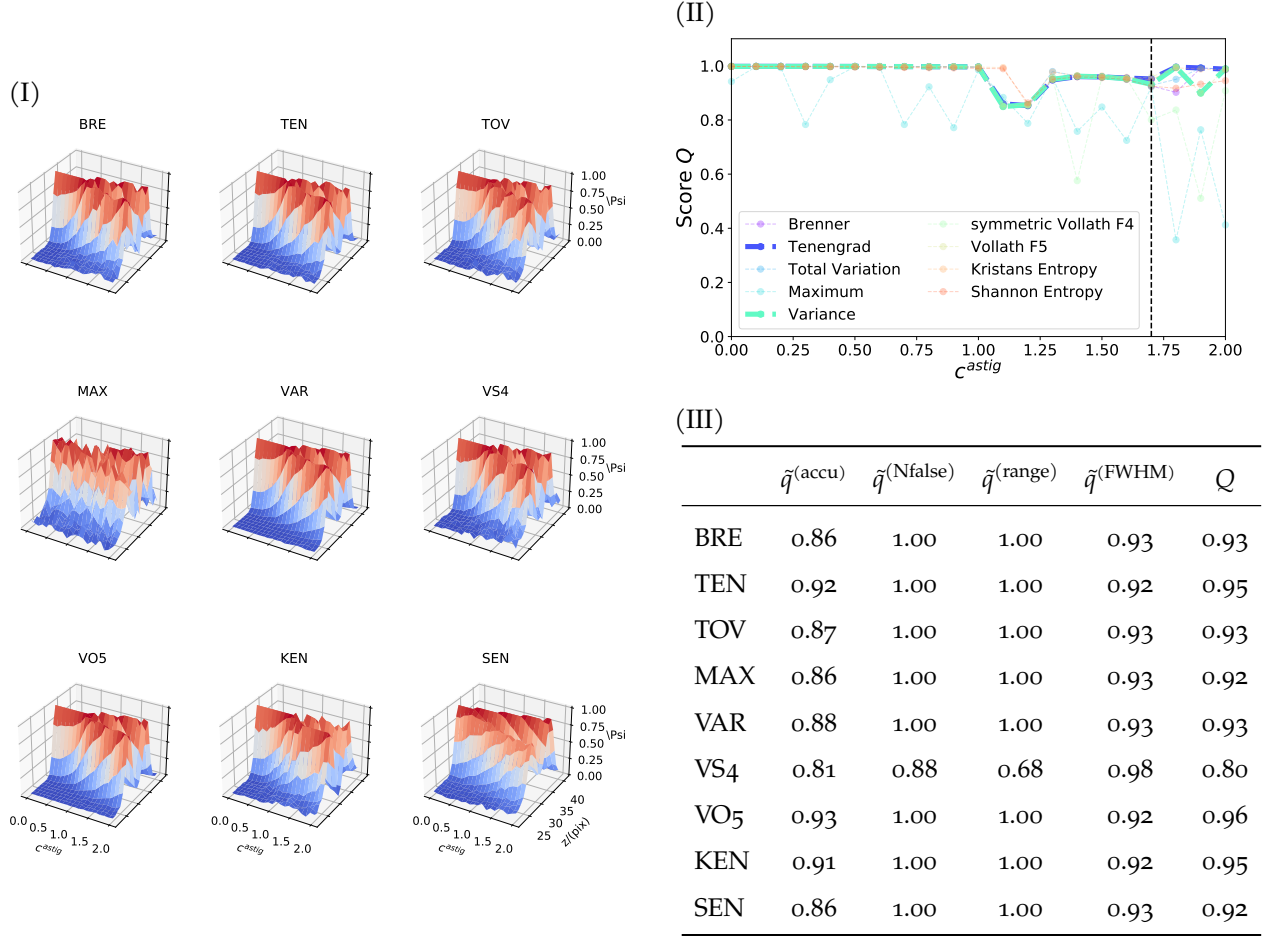 (I)
BRE TEN TOV
1.00
0.75
\Psi
0.50
0.25
0.00
MAX VAR VS4
1.00
0.75
\Psi
0.50
0.25
0.00
VO5 KEN SEN
1.00
0.75
\Psi
0.50
0.25
0.00
0.0 0.5 1.0 1.5 2.0
c^astig
0.0 0.5 1.0 1.5 2.0
c^astig
0.0 0.5 1.0 1.5 2.0
c^astig
25 30 35 40
z/(pix)
(II)
Score Q
1.0
0.8
0.6
0.4
0.2
0.0
Brenner
Tenengrad
Total Variation
Maximum
Variance
symmetric Vollath F4
Vollath F5
Kristans Entropy
Shannon Entropy
0.00 0.25 0.50 0.75 1.00 1.25 1.50 1.75 2.00
c^astig
(III)
q̃(accu) q̃(Nfalse) q̃(range) q̃(FWHM) Q
BRE 0.86 1.00 1.00 0.93 0.93
TEN 0.92 1.00 1.00 0.92 0.95
TOV 0.87 1.00 1.00 0.93 0.93
MAX 0.86 1.00 1.00 0.93 0.92
VAR 0.88 1.00 1.00 0.93 0.93
VS4 0.81 0.88 0.68 0.98 0.80
VO5 0.93 1.00 1.00 0.92 0.96
KEN 0.91 1.00 1.00 0.92 0.95
SEN 0.86 1.00 1.00 0.93 0.92